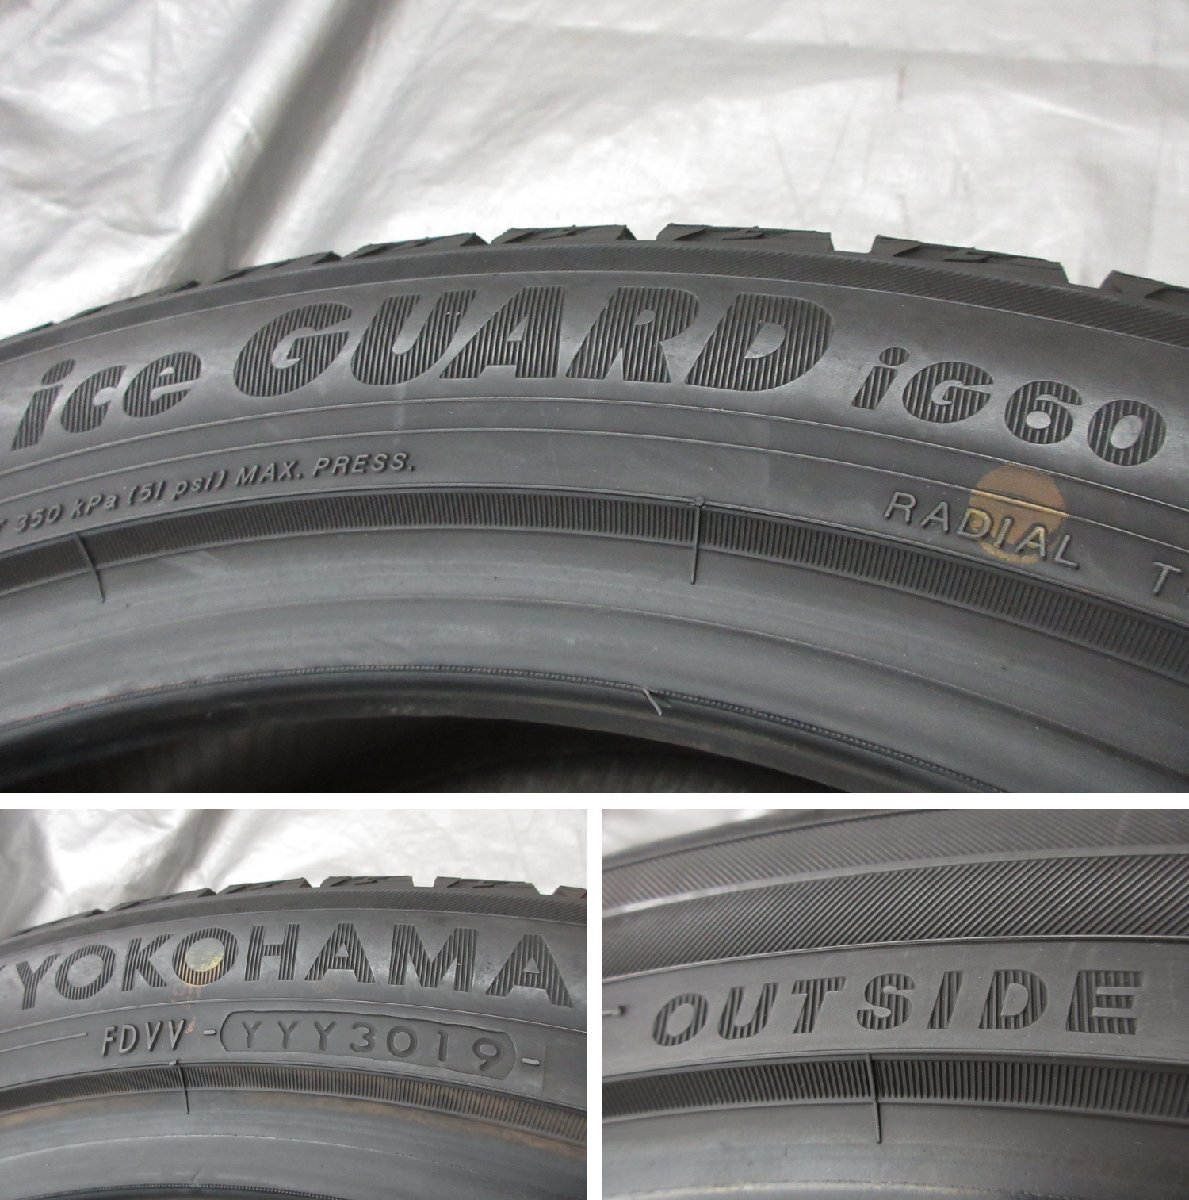 ice GUARD iG60
350 kPa (51 psi) MAX. PRESS.
RADIAL T
YOKOHAMA
FDVV - YYY3019 -
OUTSIDE